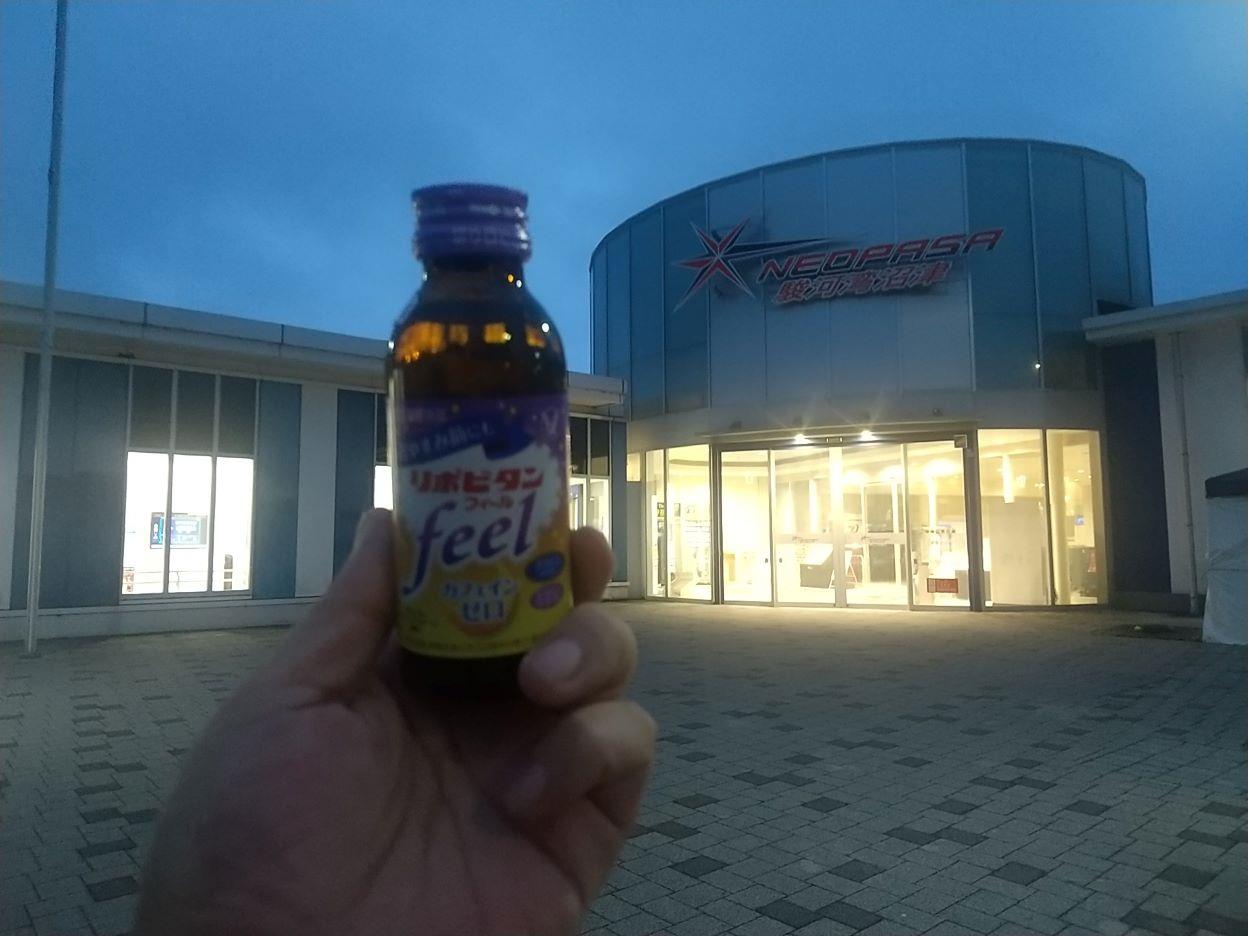 NEOPASA
駿河湾沼津
リポビタン
フィール
feel
カフェイン
ゼロ